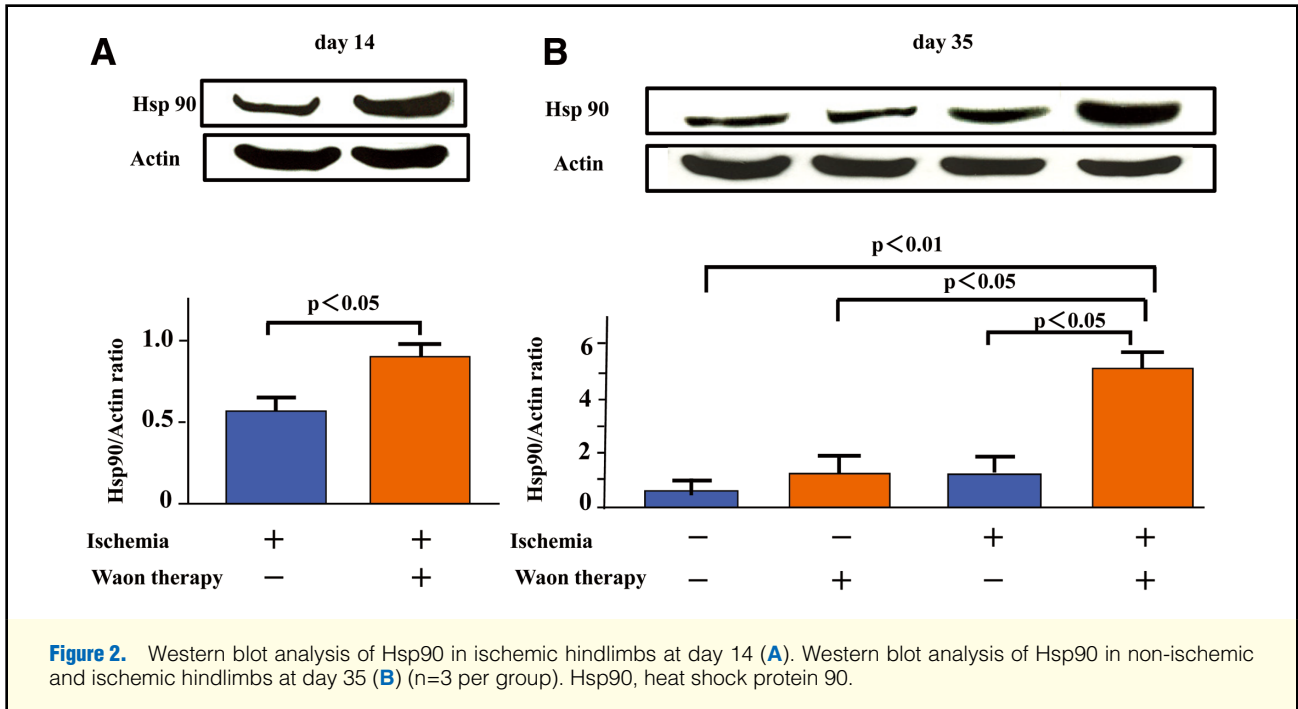 A
day 14
Hsp 90
Actin
p<0.05
Hsp90/Actin ratio
1.0
0.5
0
Ischemia + +
Waon therapy − +
B
day 35
Hsp 90
Actin
p<0.01
p<0.05
p<0.05
Hsp90/Actin ratio
6
4
2
0
Ischemia − − + +
Waon therapy − + − +
Figure 2. Western blot analysis of Hsp90 in ischemic hindlimbs at day 14 (A). Western blot analysis of Hsp90 in non-ischemic
and ischemic hindlimbs at day 35 (B) (n=3 per group). Hsp90, heat shock protein 90.